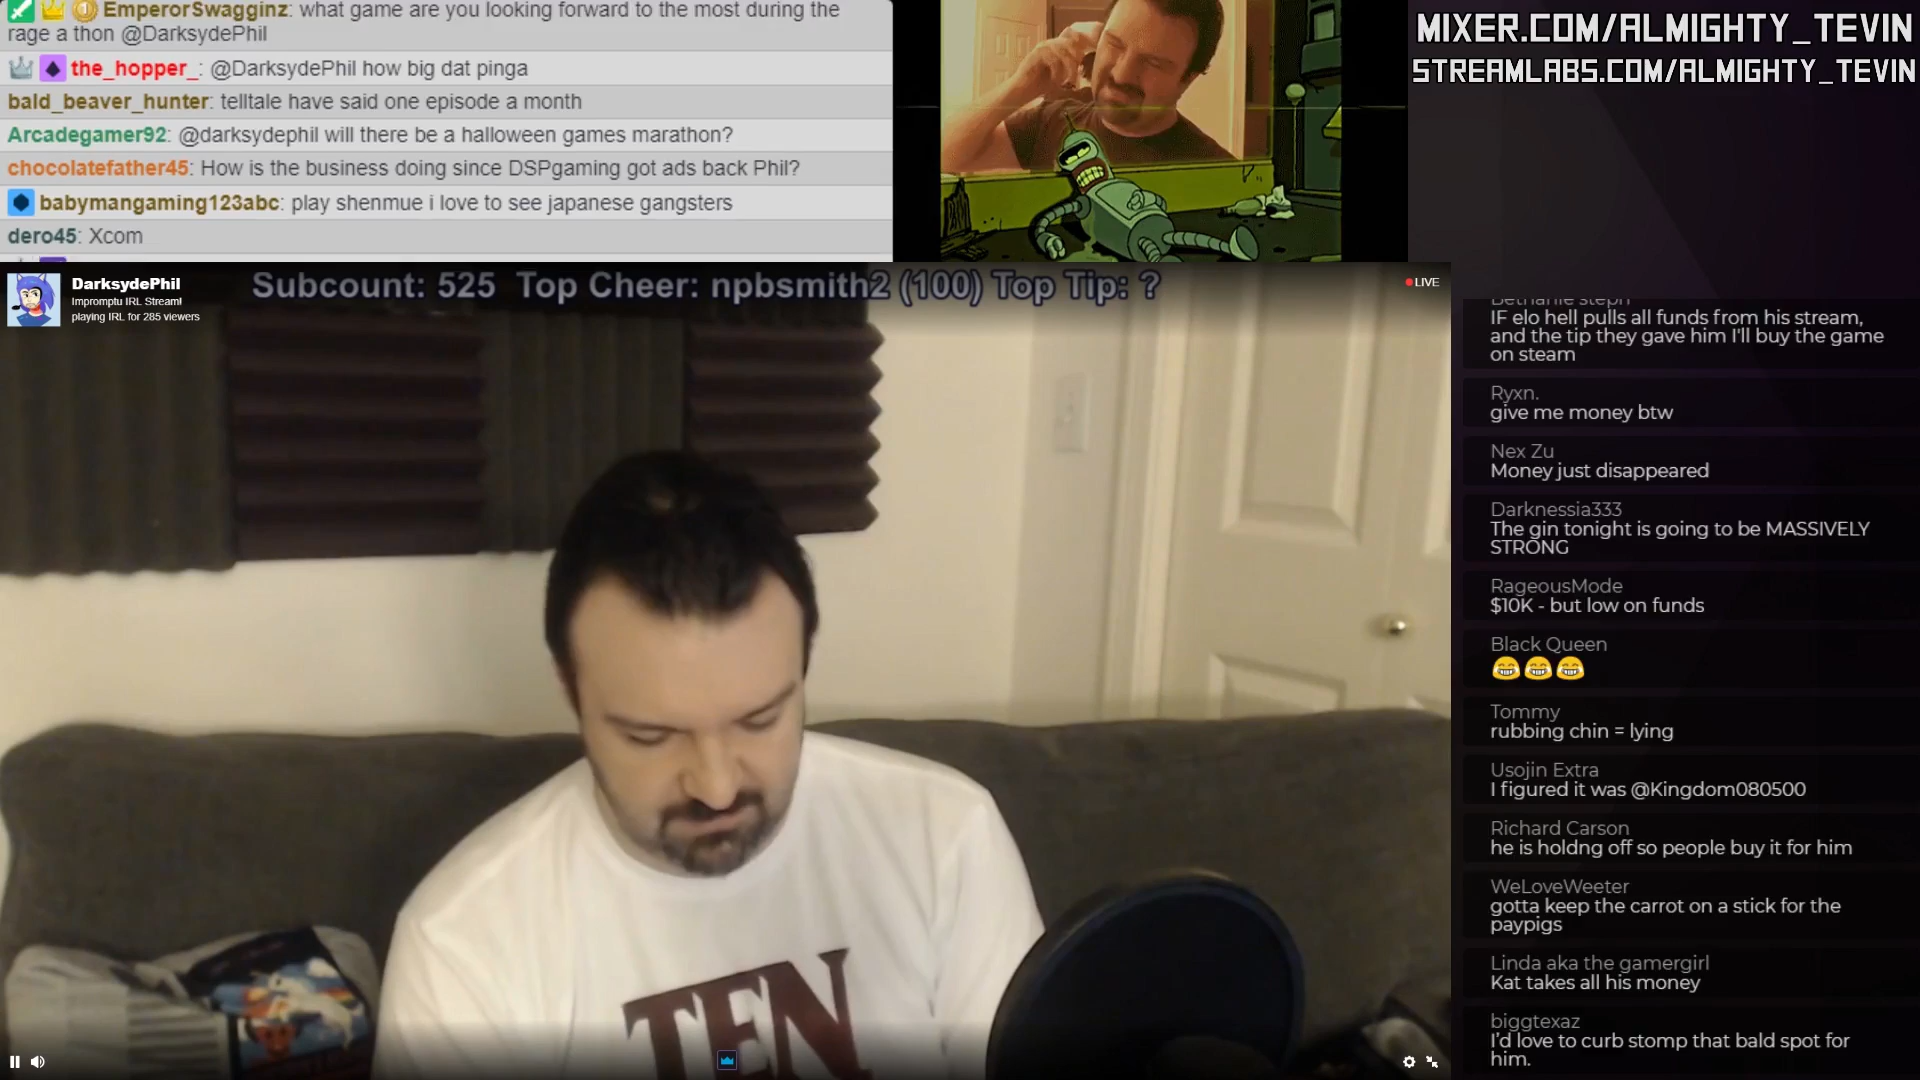 EmperorSwagginz: what game are you looking forward to the most during the
rage a thon @DarksydePhil
the_hopper_: @DarksydePhil how big dat pinga
bald_beaver_hunter: telltale have said one episode a month
Arcadegamer92: @darksydephil will there be a halloween games marathon?
chocolatefather45: How is the business doing since DSPgaming got ads back Phil?
babymangaming123abc: play shenmue i love to see japanese gangsters
dero45: Xcom
MIXER.COM/ALMIGHTY_TEVIN
STREAMLABS.COM/ALMIGHTY_TEVIN
DarksydePhil
Impromptu IRL Stream!
playing IRL for 285 viewers
Subcount: 525 Top Cheer: npbsmith2 (100) Top Tip: ?
LIVE
TEN
Bethanie steph
IF elo hell pulls all funds from his stream,
and the tip they gave him I'll buy the game
on steam
Ryxn.
give me money btw
Nex Zu
Money just disappeared
Darknessia333
The gin tonight is going to be MASSIVELY
STRONG
RageousMode
$10K - but low on funds
Black Queen
😂😂😂
Tommy
rubbing chin = lying
Usojin Extra
I figured it was @Kingdom080500
Richard Carson
he is holdng off so people buy it for him
WeLoveWeeter
gotta keep the carrot on a stick for the
paypigs
Linda aka the gamergirl
Kat takes all his money
biggtexaz
I'd love to curb stomp that bald spot for
him.